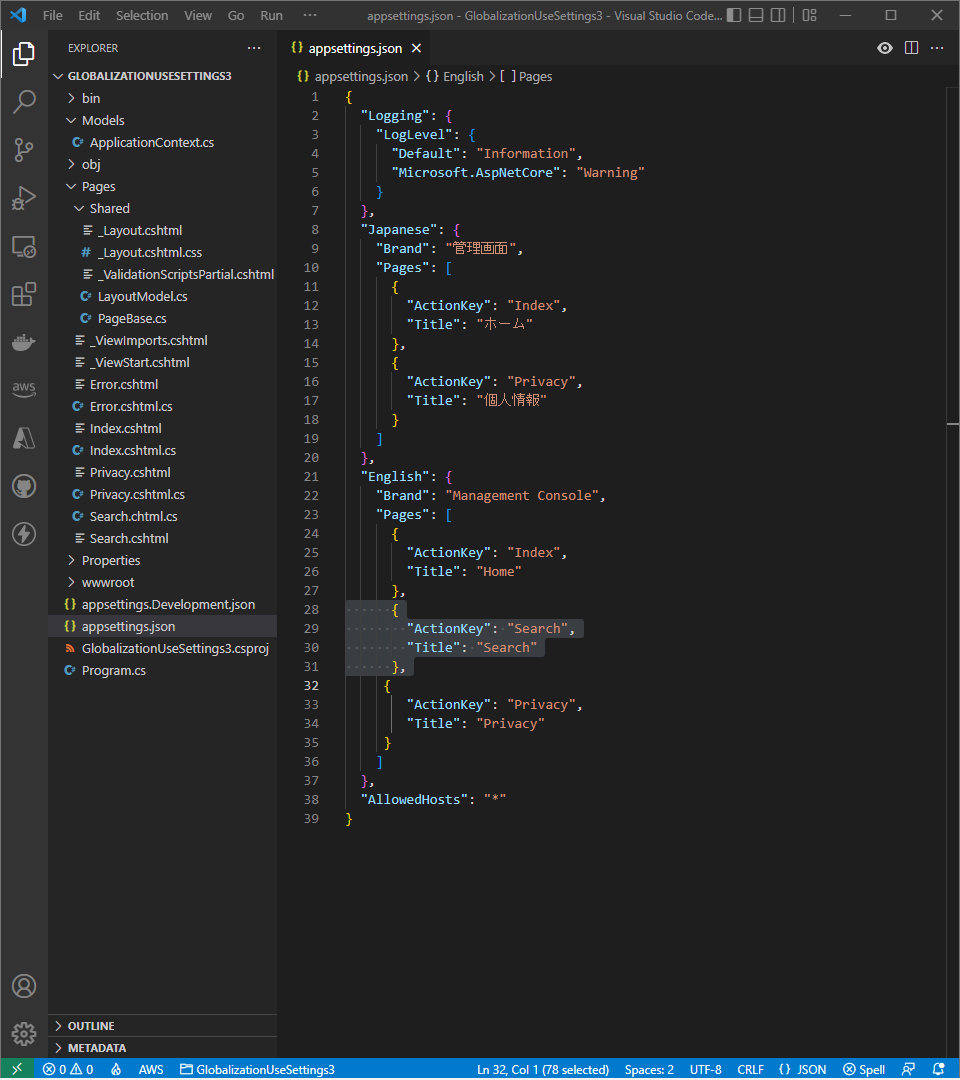 File Edit Selection View Go Run ··· appsettings.json - GlobalizationUseSettings3 - Visual Studio Code...
EXPLORER
GLOBALIZATIONUSESETTINGS3
bin
Models
ApplicationContext.cs
obj
Pages
Shared
_Layout.cshtml
# _Layout.cshtml.css
_ValidationScriptsPartial.cshtml
LayoutModel.cs
PageBase.cs
_ViewImports.cshtml
_ViewStart.cshtml
Error.cshtml
Error.cshtml.cs
Index.cshtml
Index.cshtml.cs
Privacy.cshtml
Privacy.cshtml.cs
Search.chtml.cs
Search.cshtml
Properties
wwwroot
{} appsettings.Development.json
{} appsettings.json
GlobalizationUseSettings3.csproj
Program.cs
OUTLINE
METADATA
aws
{} appsettings.json
{} appsettings.json > {} English > [ ] Pages
1 {
2 "Logging": {
3 "LogLevel": {
4 "Default": "Information",
5 "Microsoft.AspNetCore": "Warning"
6 }
7 },
8 "Japanese": {
9 "Brand": "管理画面",
10 "Pages": [
11 {
12 "ActionKey": "Index",
13 "Title": "ホーム"
14 },
15 {
16 "ActionKey": "Privacy",
17 "Title": "個人情報"
18 }
19 ]
20 },
21 "English": {
22 "Brand": "Management Console",
23 "Pages": [
24 {
25 "ActionKey": "Index",
26 "Title": "Home"
27 },
28 {
29 "ActionKey": "Search",
30 "Title": "Search"
31 },
32 {
33 "ActionKey": "Privacy",
34 "Title": "Privacy"
35 }
36 ]
37 },
38 "AllowedHosts": "*"
39 }
0 0 AWS GlobalizationUseSettings3 Ln 32, Col 1 (78 selected) Spaces: 2 UTF-8 CRLF {} JSON Spell